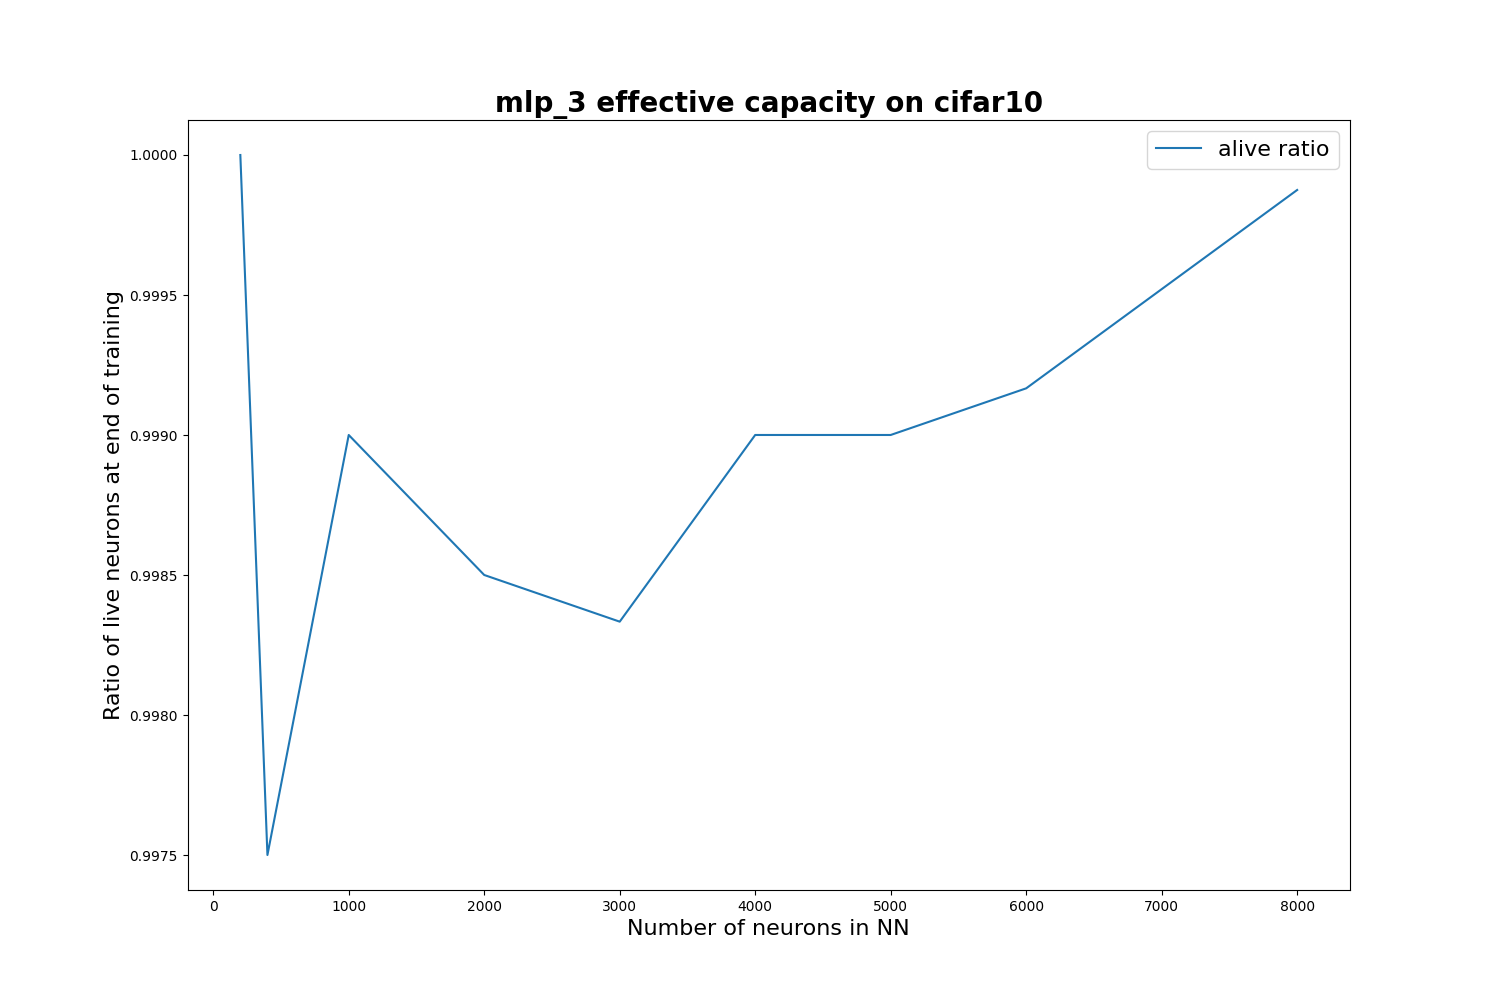 mlp_3 effective capacity on cifar10
alive ratio
Ratio of live neurons at end of training
1.0000
0.9995
0.9990
0.9985
0.9980
0.9975
0 1000 2000 3000 4000 5000 6000 7000 8000
Number of neurons in NN